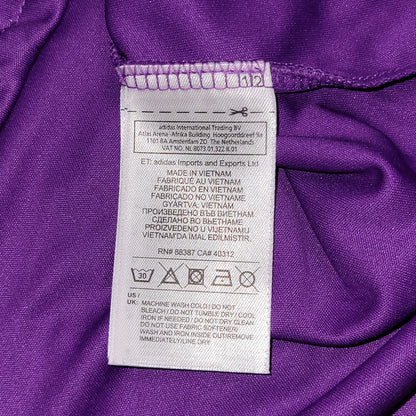 12
adidas International Trading BV
Atlas Arena- Afrika Building Hoogoorddreef 9a
1101 BA Amsterdam ZO The Netherlands
VAT NO. NL 8073.01.322.B.01
ET: adidas Imports and Exports Ltd
MADE IN VIETNAM
FABRIQUÉ AU VIETNAM
FABRICADO EN VIETNAM
FABRICADO NO VIETNAME
GYÁRTVA: VIETNAM
ПРОИЗВЕДЕНО ВЪВ ВИЕТНАМ
СДЕЛАНО ВО ВЬЕТНАМЕ
PROIZVEDENO U VIJETNAMU
VIETNAM'DA İMAL EDİLMİŞTİR.
RN# 88387 CA# 40312
30
US /
UK: MACHINE WASH COLD / DO NOT
BLEACH / DO NOT TUMBLE DRY / COOL
IRON IF NEEDED / DO NOT DRY CLEAN
DO NOT USE FABRIC SOFTENER/
WASH AND IRON INSIDE OUT/REMOVE
IMMEDIATELY/LINE DRY